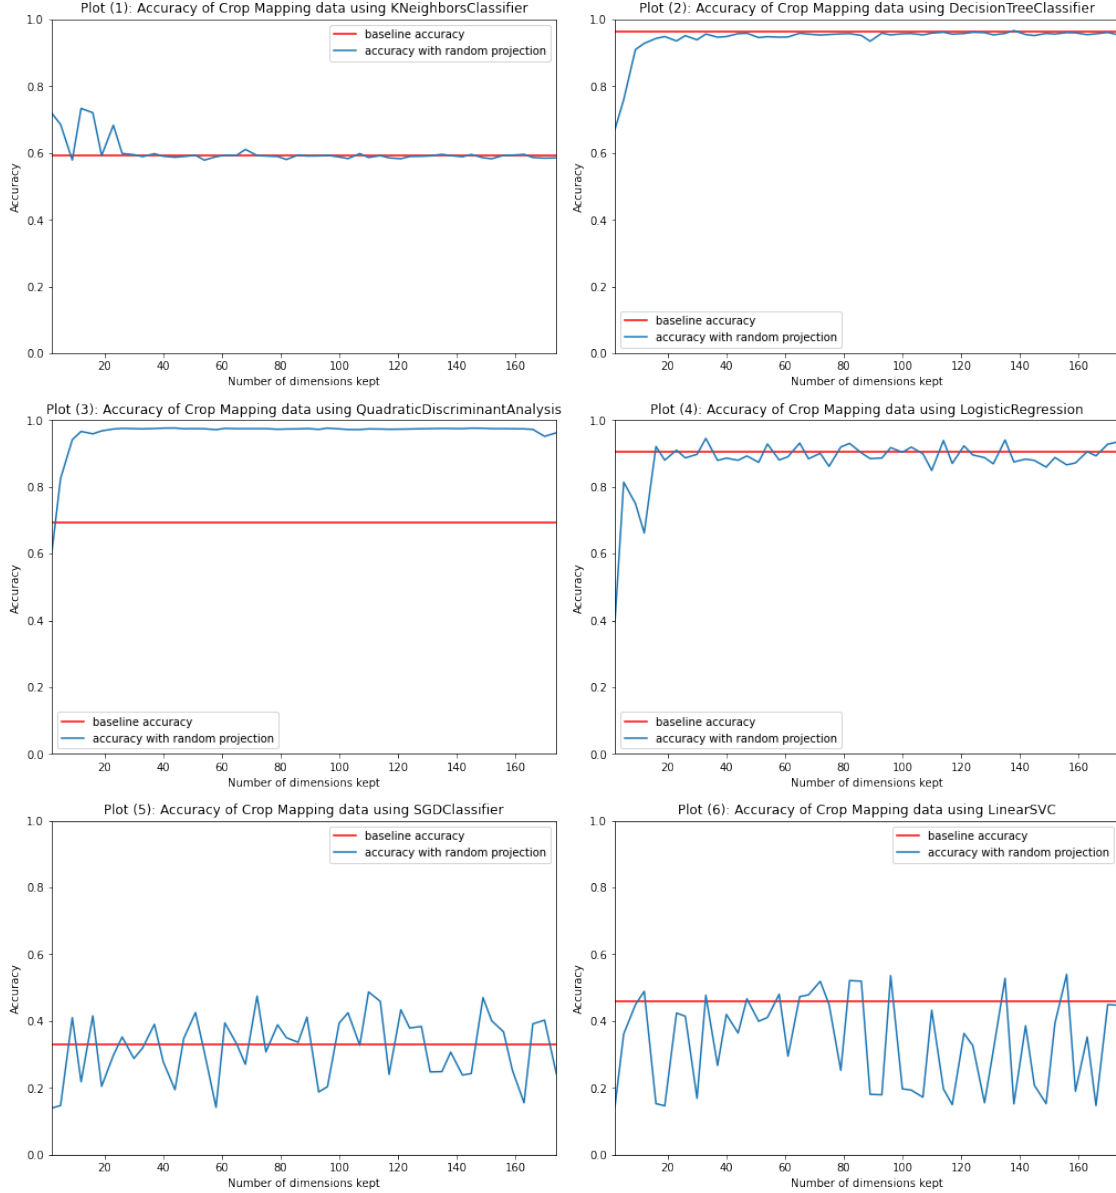 Plot (1): Accuracy of Crop Mapping data using KNeighborsClassifier
1.0
0.8
0.6
0.4
0.2
0.0
Accuracy
baseline accuracy
accuracy with random projection
20 40 60 80 100 120 140 160
Number of dimensions kept
Plot (2): Accuracy of Crop Mapping data using DecisionTreeClassifier
1.0
0.8
0.6
0.4
0.2
0.0
Accuracy
baseline accuracy
accuracy with random projection
20 40 60 80 100 120 140 160
Number of dimensions kept
Plot (3): Accuracy of Crop Mapping data using QuadraticDiscriminantAnalysis
1.0
0.8
0.6
0.4
0.2
0.0
Accuracy
baseline accuracy
accuracy with random projection
20 40 60 80 100 120 140 160
Number of dimensions kept
Plot (4): Accuracy of Crop Mapping data using LogisticRegression
1.0
0.8
0.6
0.4
0.2
0.0
Accuracy
baseline accuracy
accuracy with random projection
20 40 60 80 100 120 140 160
Number of dimensions kept
Plot (5): Accuracy of Crop Mapping data using SGDClassifier
1.0
0.8
0.6
0.4
0.2
0.0
Accuracy
baseline accuracy
accuracy with random projection
20 40 60 80 100 120 140 160
Number of dimensions kept
Plot (6): Accuracy of Crop Mapping data using LinearSVC
1.0
0.8
0.6
0.4
0.2
0.0
Accuracy
baseline accuracy
accuracy with random projection
20 40 60 80 100 120 140 160
Number of dimensions kept